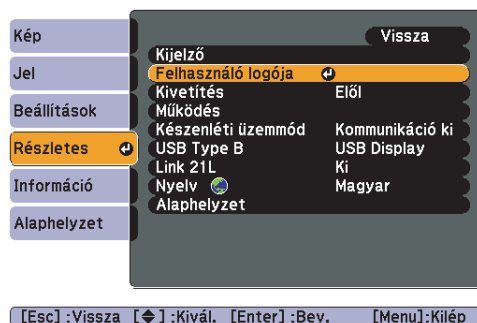 Kép
Jel
Beállítások
Részletes
Információ
Alaphelyzet
Vissza
Kijelző
Felhasználó logója
Kivetítés Elől
Működés
Készenléti üzemmód Kommunikáció ki
USB Type B USB Display
Link 21L Ki
Nyelv Magyar
Alaphelyzet
[Esc] :Vissza [◆] :Kivál. [Enter] :Bev. [Menu]:Kilép